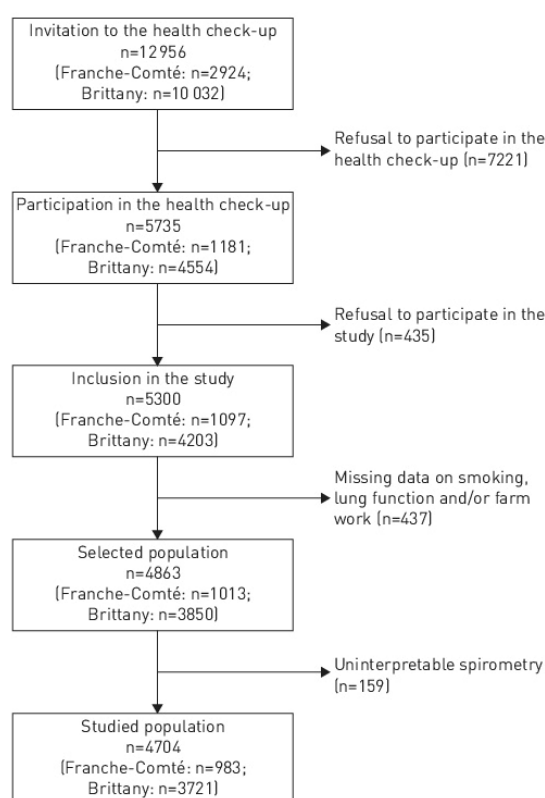 Invitation to the health check-up
n=12956
(Franche-Comté: n=2924;
Brittany: n=10 032)
Refusal to participate in the
health check-up (n=7221)
Participation in the health check-up
n=5735
(Franche-Comté: n=1181;
Brittany: n=4554)
Refusal to participate in the
study (n=435)
Inclusion in the study
n=5300
(Franche-Comté: n=1097;
Brittany: n=4203)
Missing data on smoking,
lung function and/or farm
work (n=437)
Selected population
n=4863
(Franche-Comté: n=1013;
Brittany: n=3850)
Uninterpretable spirometry
(n=159)
Studied population
n=4704
(Franche-Comté: n=983;
Brittany: n=3721)